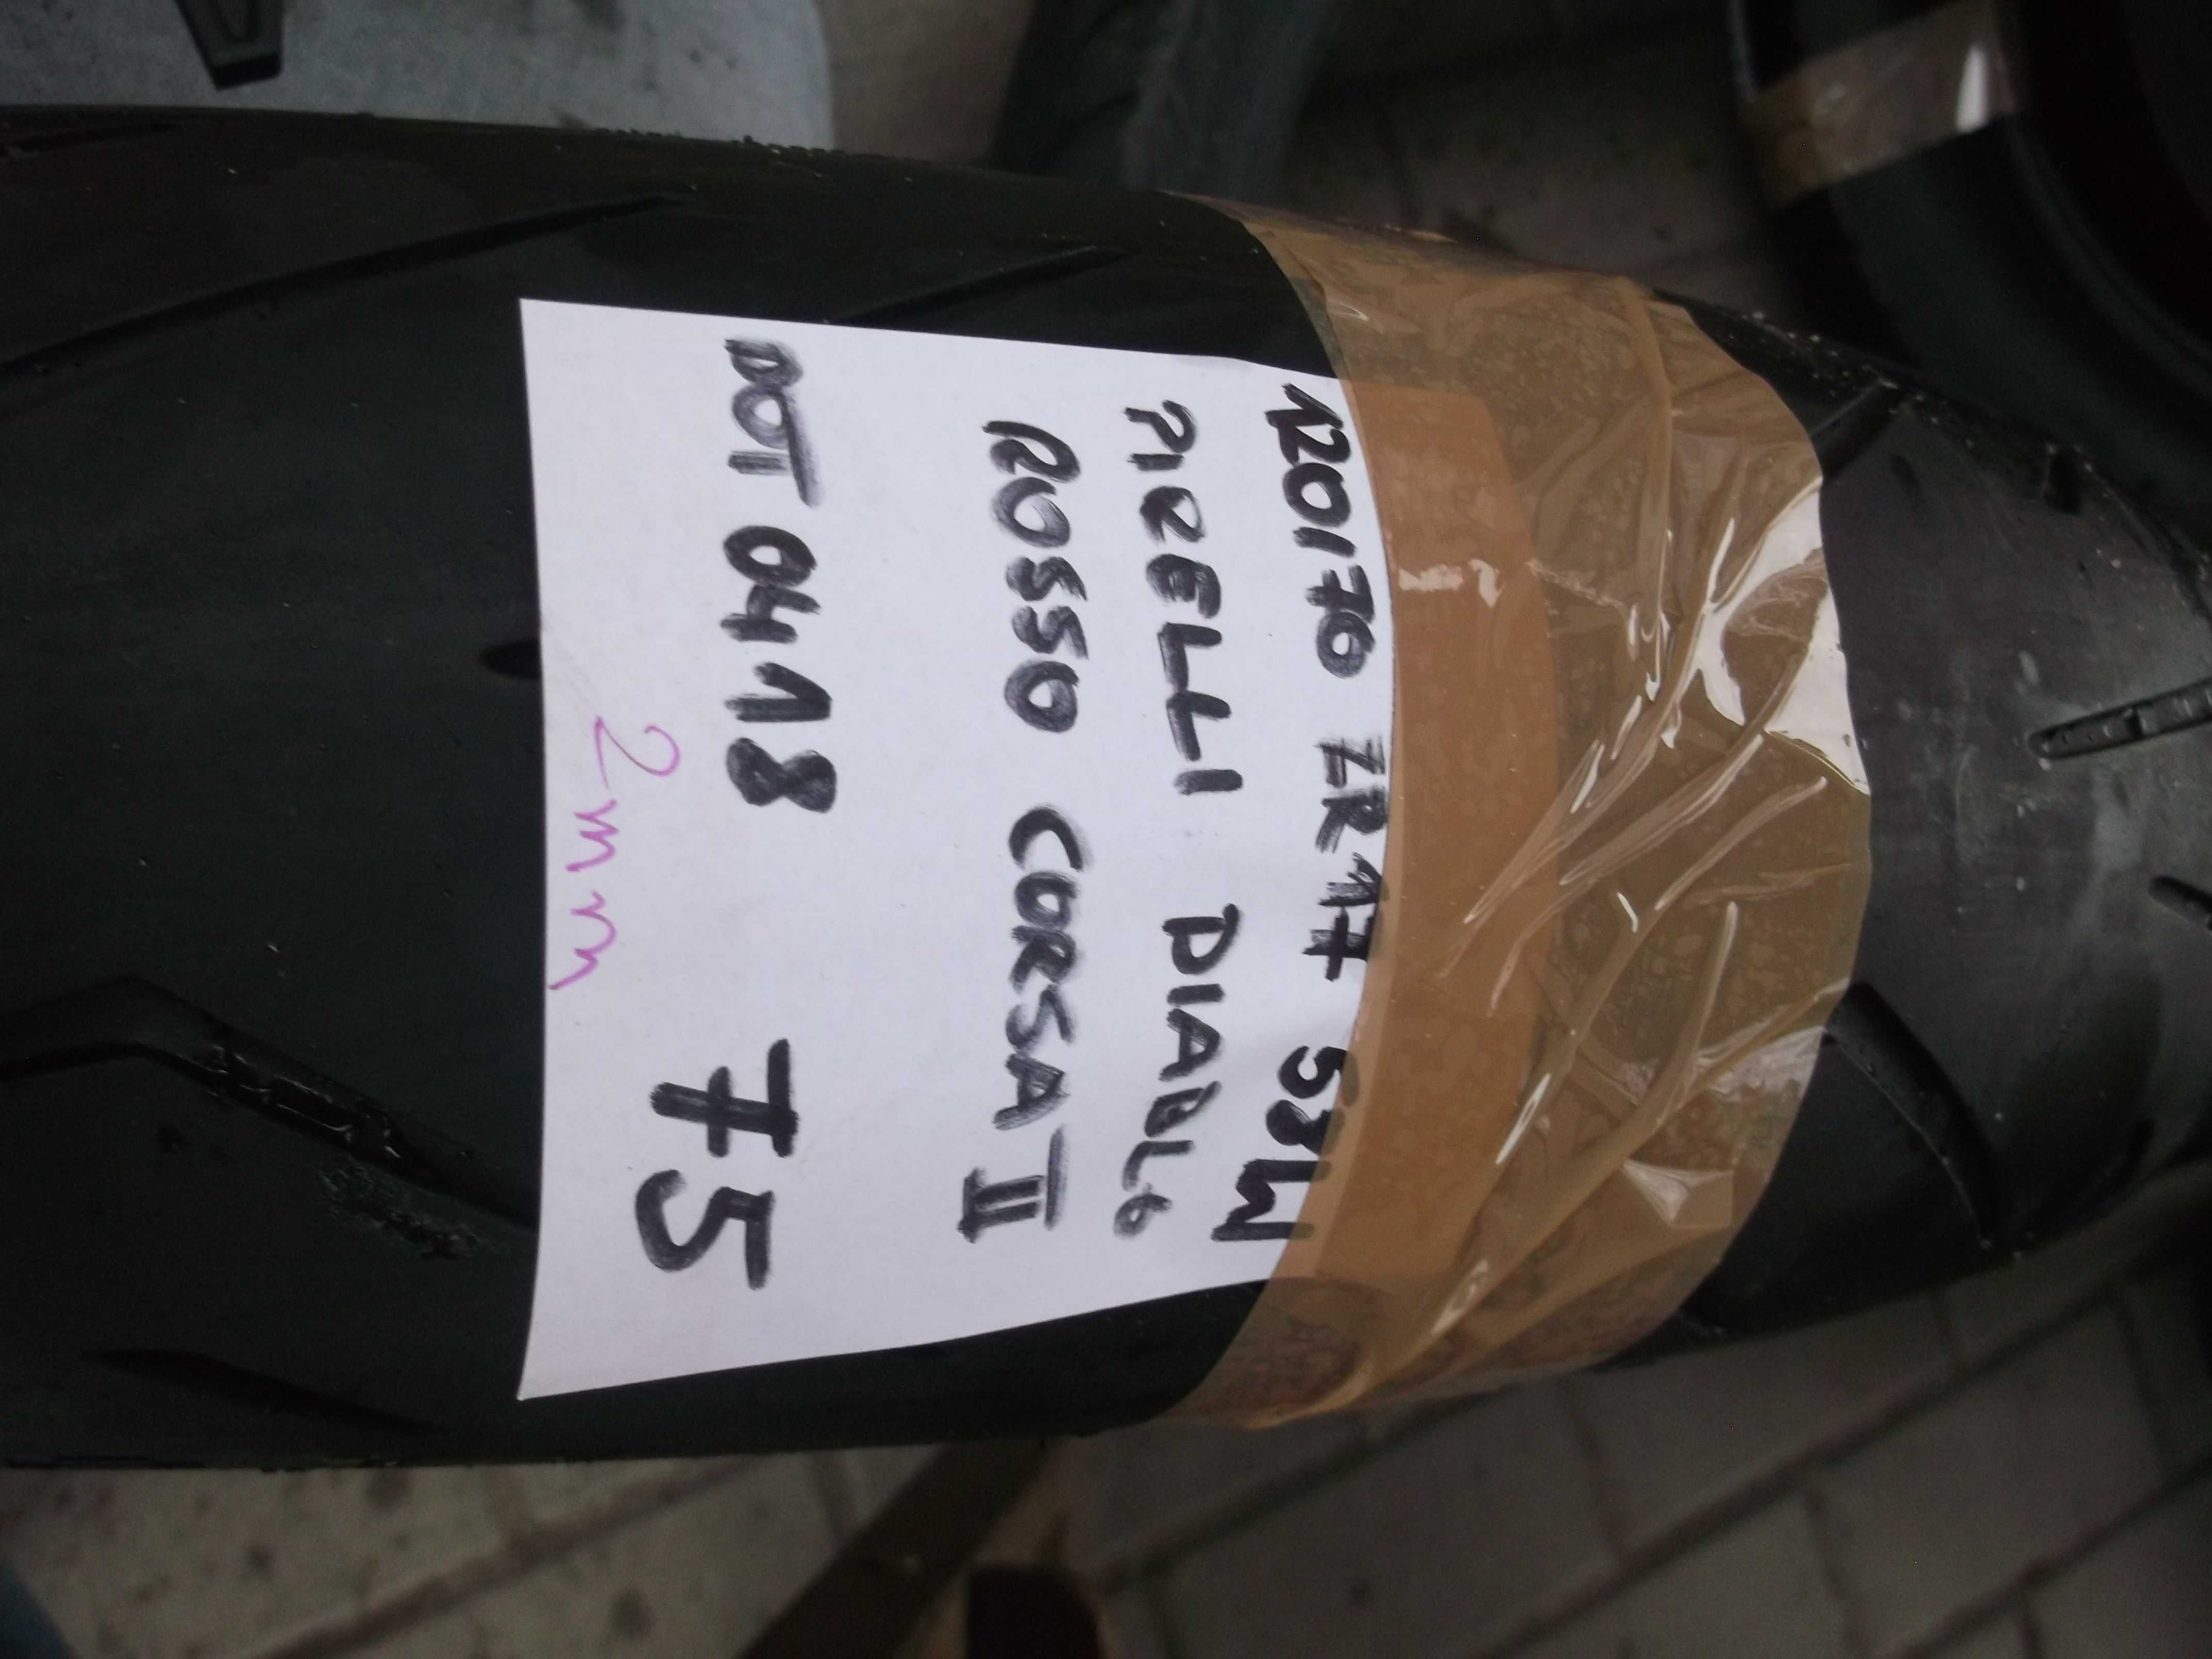 120/70 ZR17 58W
PIRELLI DIABLO
ROSSO CORSA II
DOT 0418
75
2mm